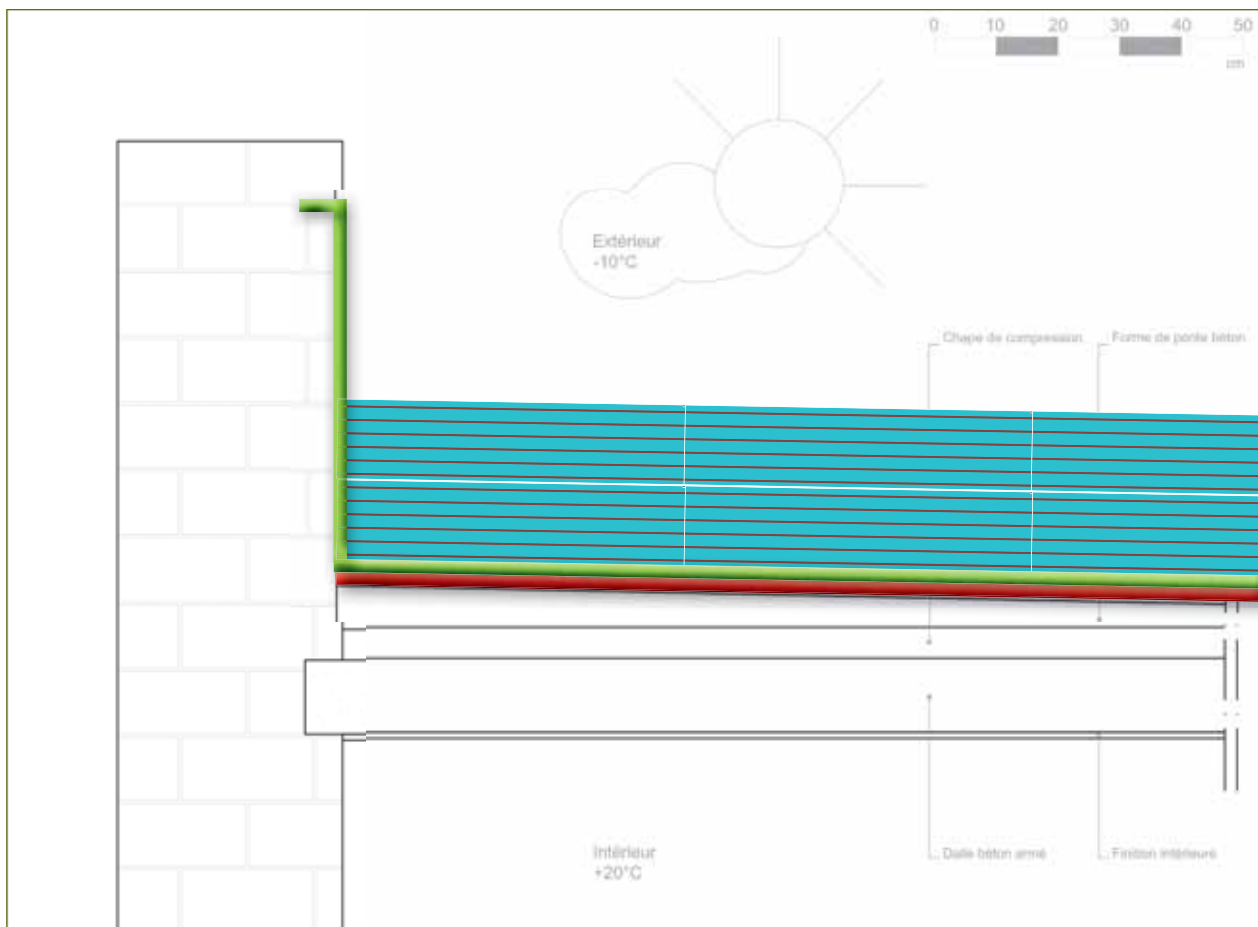 0 10 20 30 40 50
cm
Extérieur
-10°C
Chape de compression
Forme de pente béton
Intérieur
+20°C
Dalle béton armé
Finition intérieure